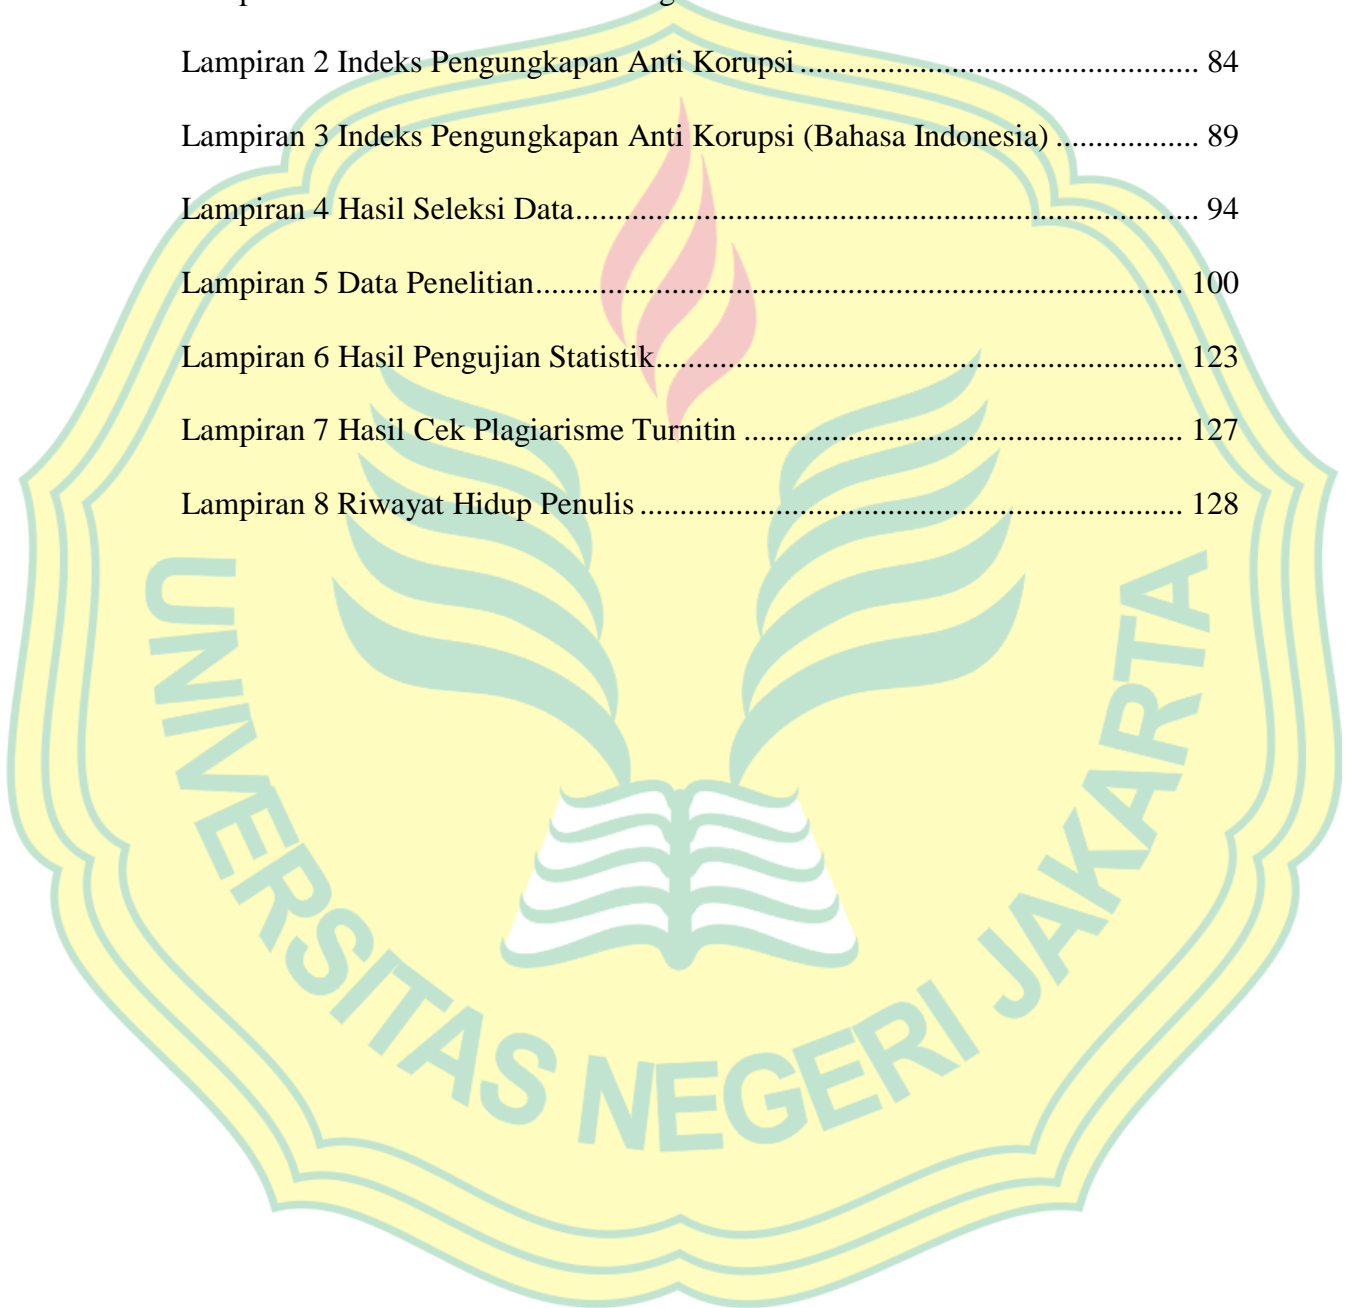 Lampiran 2 Indeks Pengungkapan Anti Korupsi .................................................. 84
Lampiran 3 Indeks Pengungkapan Anti Korupsi (Bahasa Indonesia) .................. 89
Lampiran 4 Hasil Seleksi Data.............................................................................. 94
Lampiran 5 Data Penelitian................................................................................. 100
Lampiran 6 Hasil Pengujian Statistik.................................................................. 123
Lampiran 7 Hasil Cek Plagiarisme Turnitin ....................................................... 127
Lampiran 8 Riwayat Hidup Penulis .................................................................... 128
UNIVERSITAS NEGERI JAKARTA